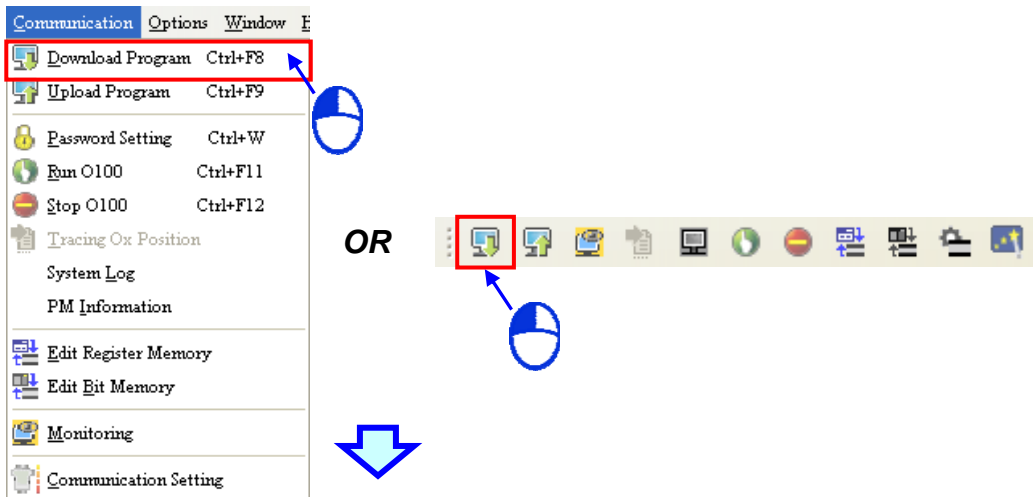 Communication Options Window
Download Program Ctrl+F8
Upload Program Ctrl+F9
Password Setting Ctrl+W
Run O100 Ctrl+F11
Stop O100 Ctrl+F12
Tracing Ox Position
System Log
PM Information
Edit Register Memory
Edit Bit Memory
Monitoring
Communication Setting
OR